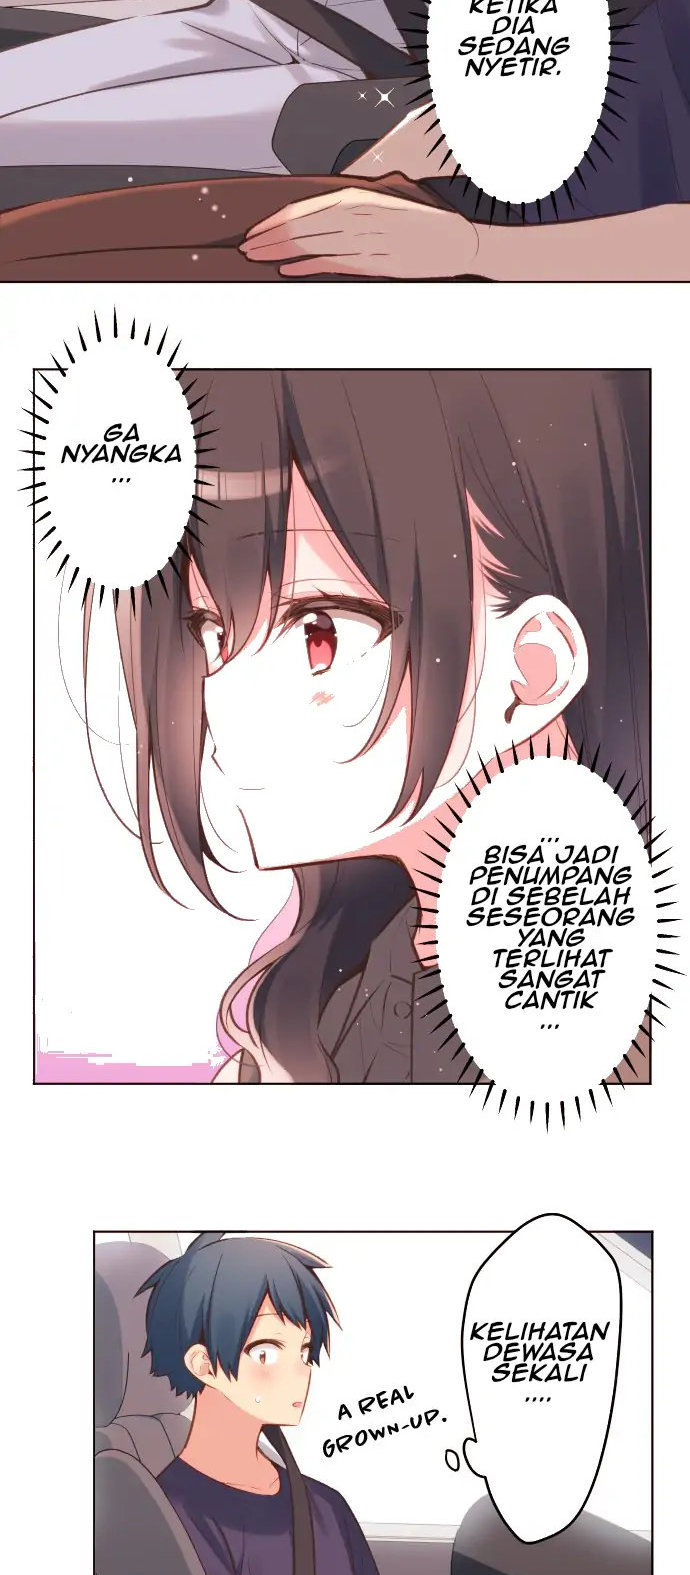 KETIKA
DIA
SEDANG
NYETIR.
GA
NYANGKA
...
...
BISA JADI
PENUMPANG
DI SEBELAH
SESEORANG
YANG
TERLIHAT
SANGAT
CANTIK
...
KELIHATAN
DEWASA
SEKALI
....
A REAL
GROWN-UP.